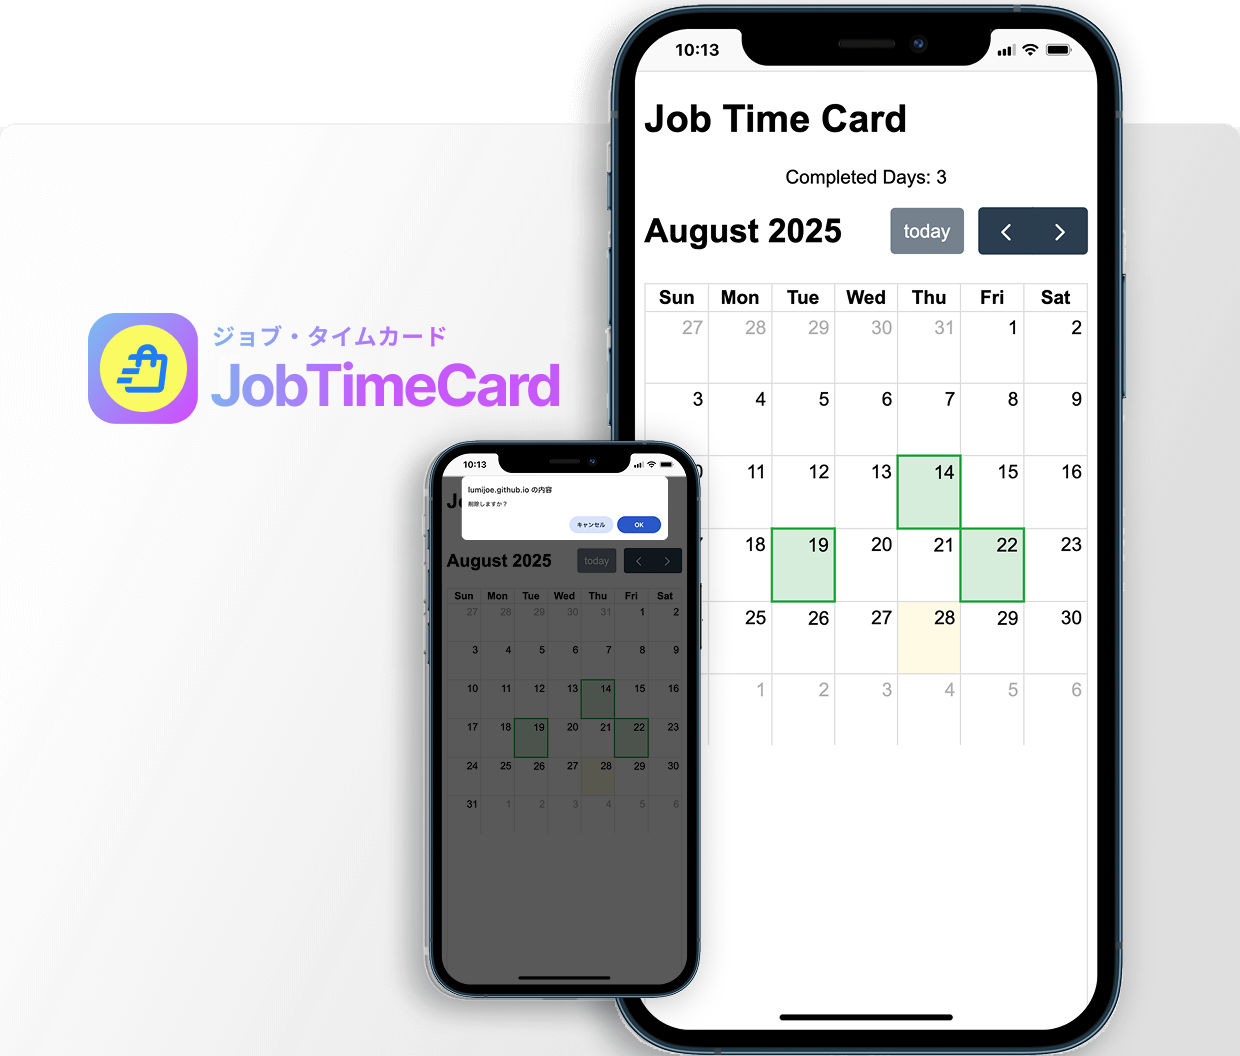 10:13
Job Time Card
Completed Days: 3
August 2025
today
Sun Mon Tue Wed Thu Fri Sat
27 28 29 30 31 1 2
3 4 5 6 7 8 9
11 12 13 14 15 16
18 19 20 21 22 23
25 26 27 28 29 30
1 2 3 4 5 6
ジョブ・タイムカード
JobTimeCard
10:13
lumijoe.github.io の内容
削除しますか？
キャンセル OK
August 2025
today
Sun Mon Tue Wed Thu Fri Sat
27 28 29 30 31 1 2
3 4 5 6 7 8 9
10 11 12 13 14 15 16
17 18 19 20 21 22 23
24 25 26 27 28 29 30
31 1 2 3 4 5 6